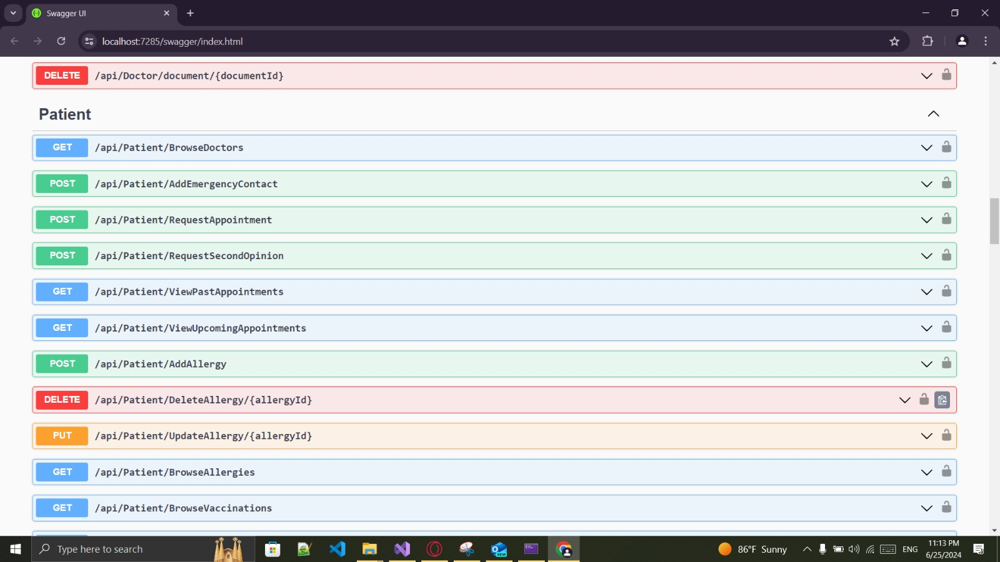 Swagger UI
localhost:7285/swagger/index.html
DELETE /api/Doctor/document/{documentId}
Patient
GET /api/Patient/BrowseDoctors
POST /api/Patient/AddEmergencyContact
POST /api/Patient/RequestAppointment
POST /api/Patient/RequestSecondOpinion
GET /api/Patient/ViewPastAppointments
GET /api/Patient/ViewUpcomingAppointments
POST /api/Patient/AddAllergy
DELETE /api/Patient/DeleteAllergy/{allergyId}
PUT /api/Patient/UpdateAllergy/{allergyId}
GET /api/Patient/BrowseAllergies
GET /api/Patient/BrowseVaccinations
Type here to search
NEW
86°F Sunny
ENG
11:13 PM
6/25/2024